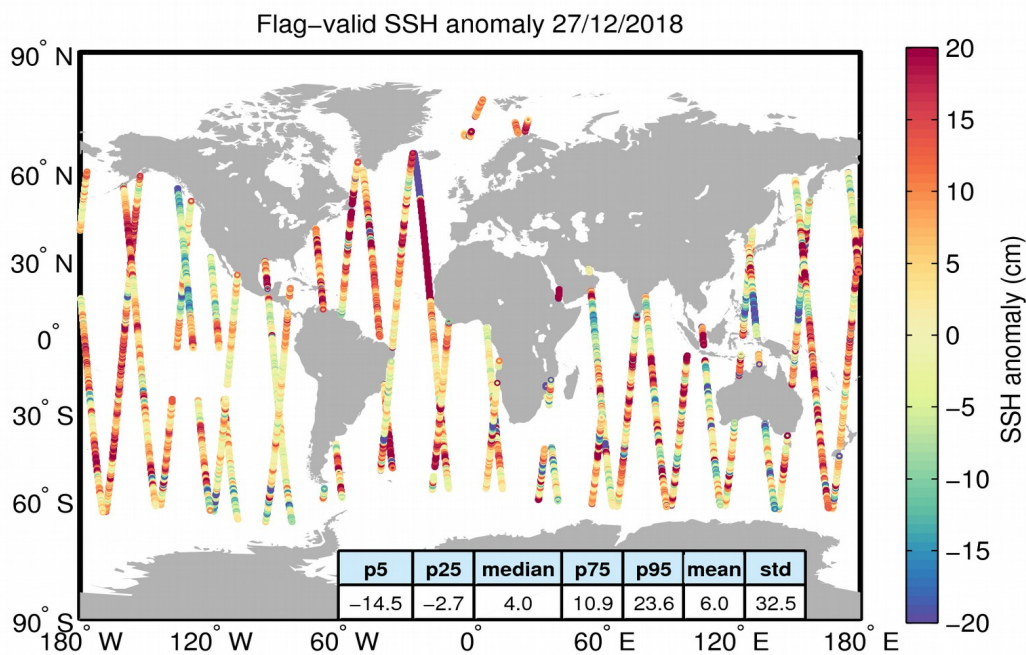 Flag−valid SSH anomaly 27/12/2018
90° N
60° N
30° N
0°
30° S
60° S
90° S
180° W 120° W 60° W 0° 60° E 120° E 180° E
p5 p25 median p75 p95 mean std
−14.5 −2.7 4.0 10.9 23.6 6.0 32.5
20
15
10
5
0
−5
−10
−15
−20
SSH anomaly (cm)